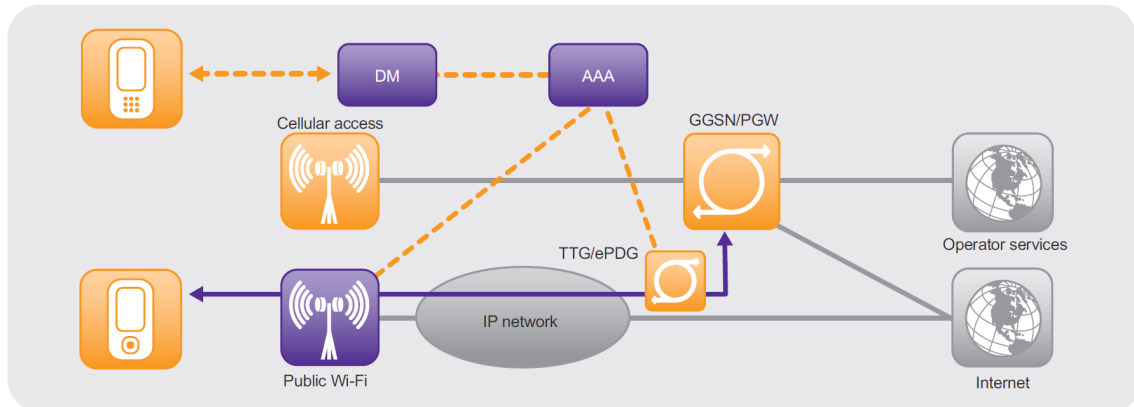 DM
AAA
Cellular access
GGSN/PGW
Operator services
TTG/ePDG
IP network
Public Wi-Fi
Internet